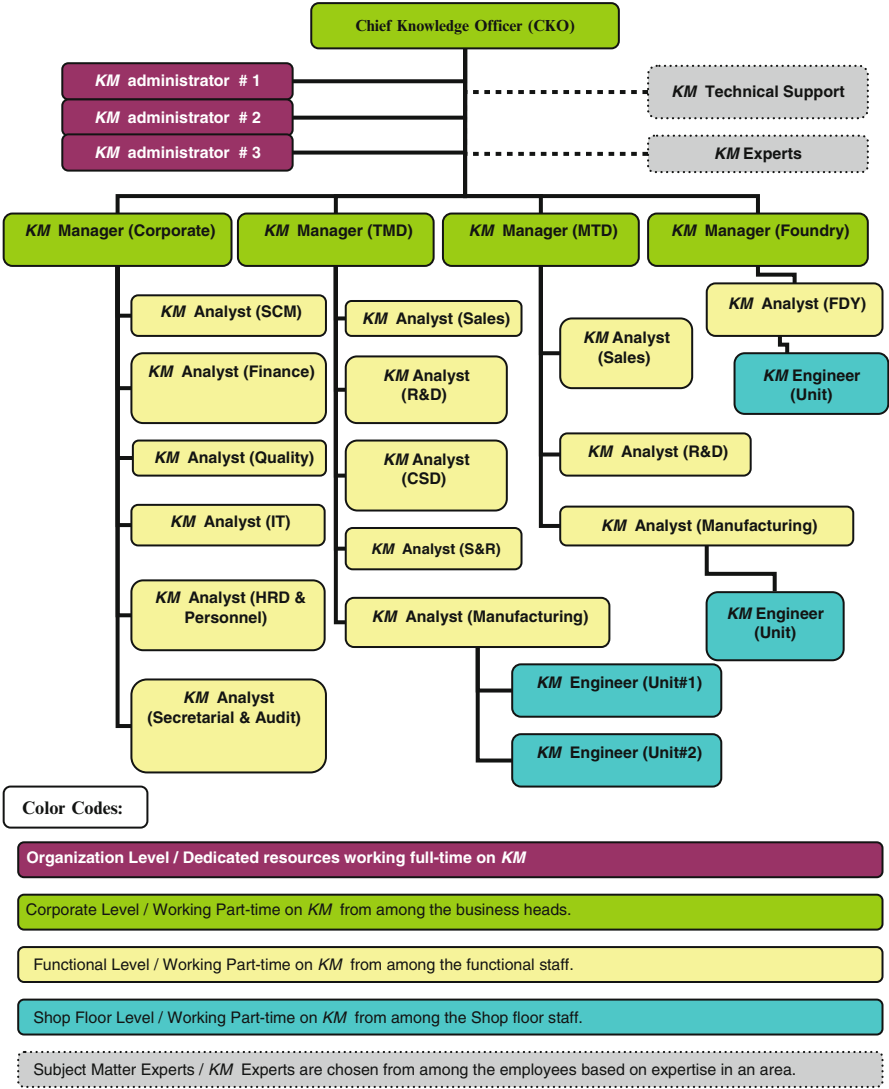 Chief Knowledge Officer (CKO)
KM administrator # 1
KM administrator # 2
KM administrator # 3
KM Technical Support
KM Experts
KM Manager (Corporate)
KM Manager (TMD)
KM Manager (MTD)
KM Manager (Foundry)
KM Analyst (SCM)
KM Analyst (Finance)
KM Analyst (Quality)
KM Analyst (IT)
KM Analyst (HRD &
Personnel)
KM Analyst
(Secretarial & Audit)
KM Analyst (Sales)
KM Analyst
(R&D)
KM Analyst
(CSD)
KM Analyst (S&R)
KM Analyst (Manufacturing)
KM Engineer (Unit#1)
KM Engineer (Unit#2)
KM Analyst
(Sales)
KM Analyst (R&D)
KM Analyst (Manufacturing)
KM Engineer
(Unit)
KM Analyst (FDY)
KM Engineer
(Unit)
Color Codes:
Organization Level / Dedicated resources working full-time on KM
Corporate Level / Working Part-time on KM from among the business heads.
Functional Level / Working Part-time on KM from among the functional staff.
Shop Floor Level / Working Part-time on KM from among the Shop floor staff.
Subject Matter Experts / KM Experts are chosen from among the employees based on expertise in an area.